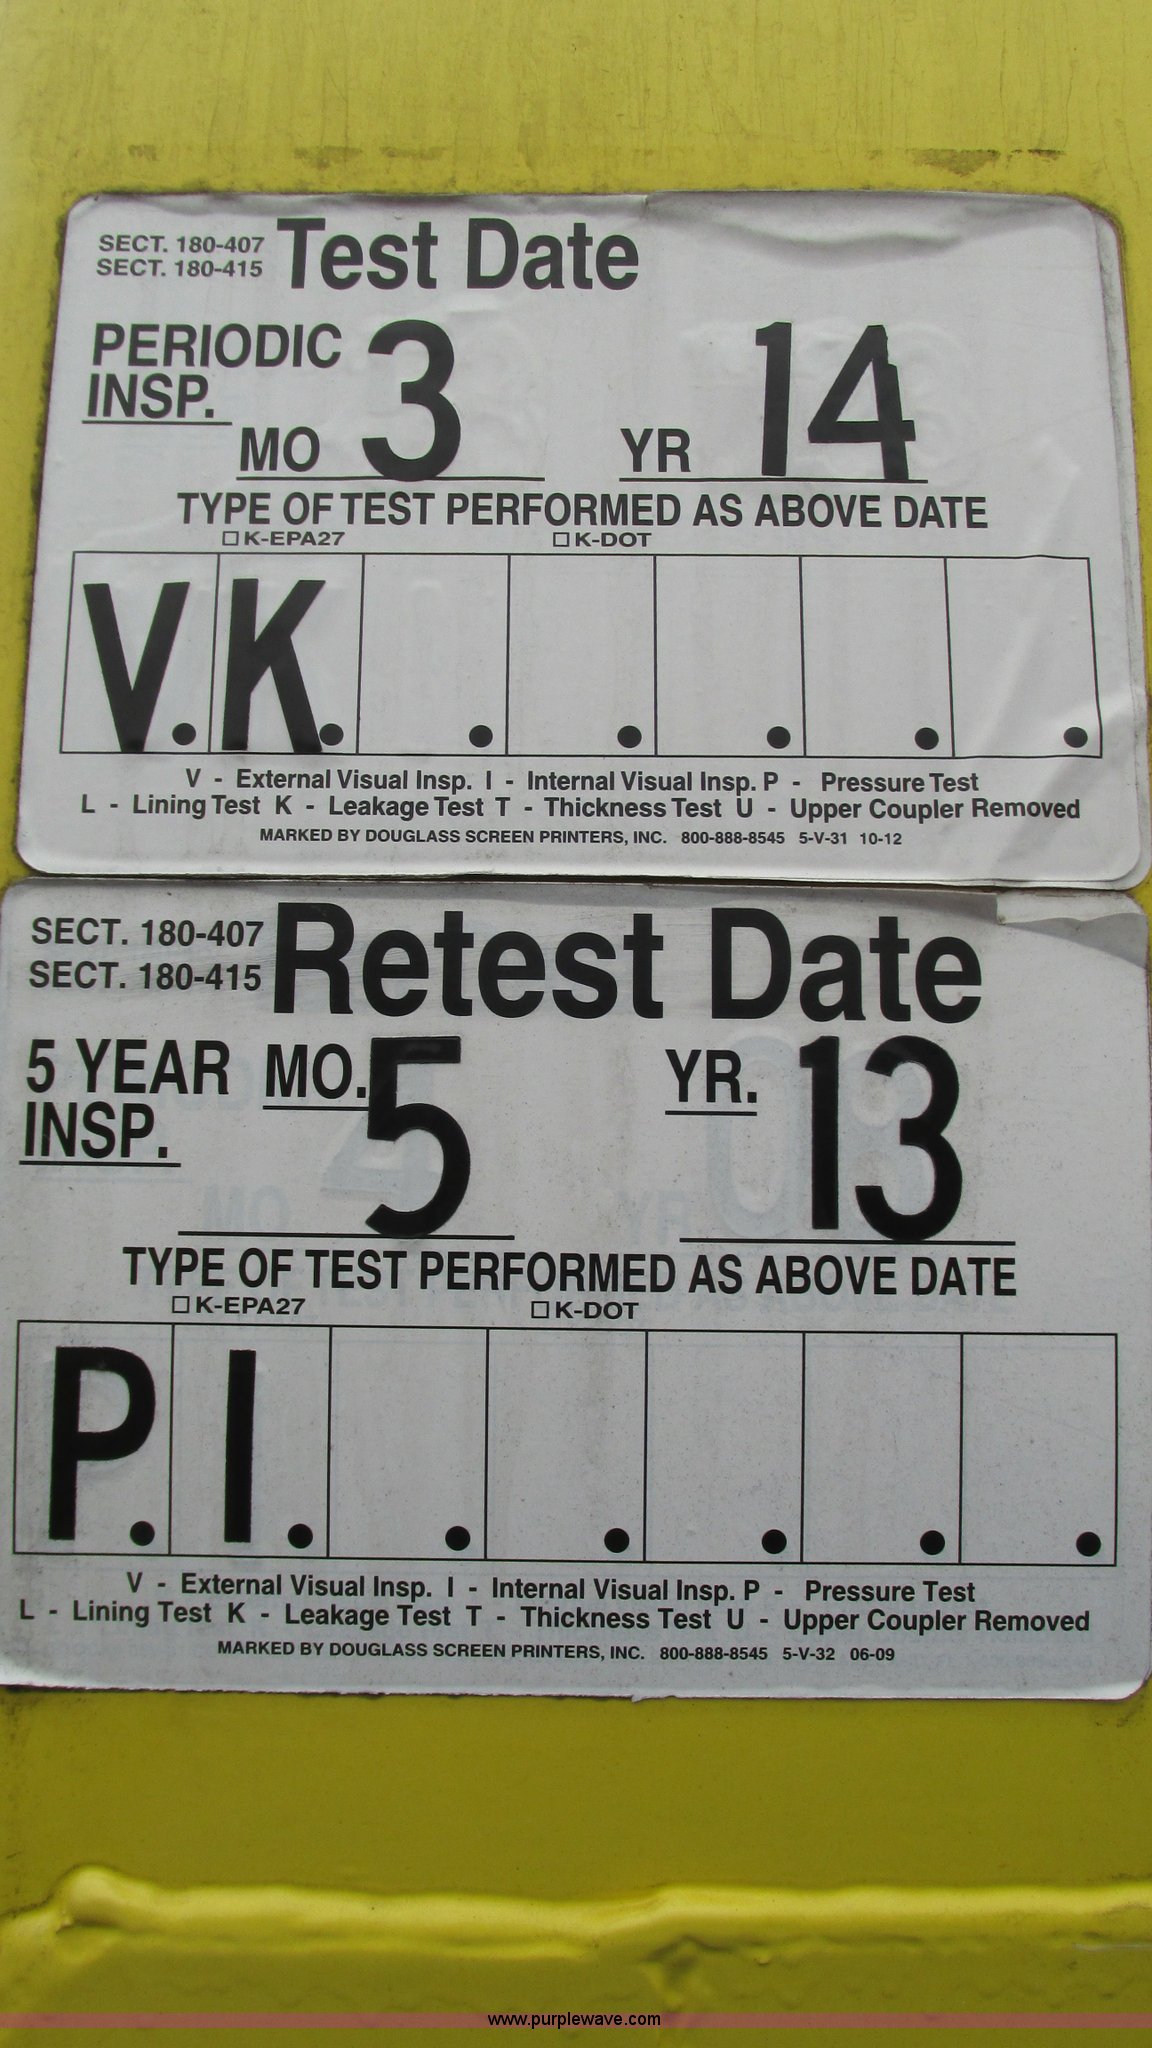 SECT. 180-407
SECT. 180-415
Test Date
PERIODIC
INSP.
MO 3 YR 14
TYPE OF TEST PERFORMED AS ABOVE DATE
☐ K-EPA27 ☐ K-DOT
V. K. . . . . .
V - External Visual Insp. I - Internal Visual Insp. P - Pressure Test
L - Lining Test K - Leakage Test T - Thickness Test U - Upper Coupler Removed
MARKED BY DOUGLASS SCREEN PRINTERS, INC. 800-888-8545 5-V-31 10-12
SECT. 180-407
SECT. 180-415
Retest Date
5 YEAR
INSP.
MO. 5 YR. 13
TYPE OF TEST PERFORMED AS ABOVE DATE
☐ K-EPA27 ☐ K-DOT
P. I. . . . . .
V - External Visual Insp. I - Internal Visual Insp. P - Pressure Test
L - Lining Test K - Leakage Test T - Thickness Test U - Upper Coupler Removed
MARKED BY DOUGLASS SCREEN PRINTERS, INC. 800-888-8545 5-V-32 06-09
www.purplewave.com